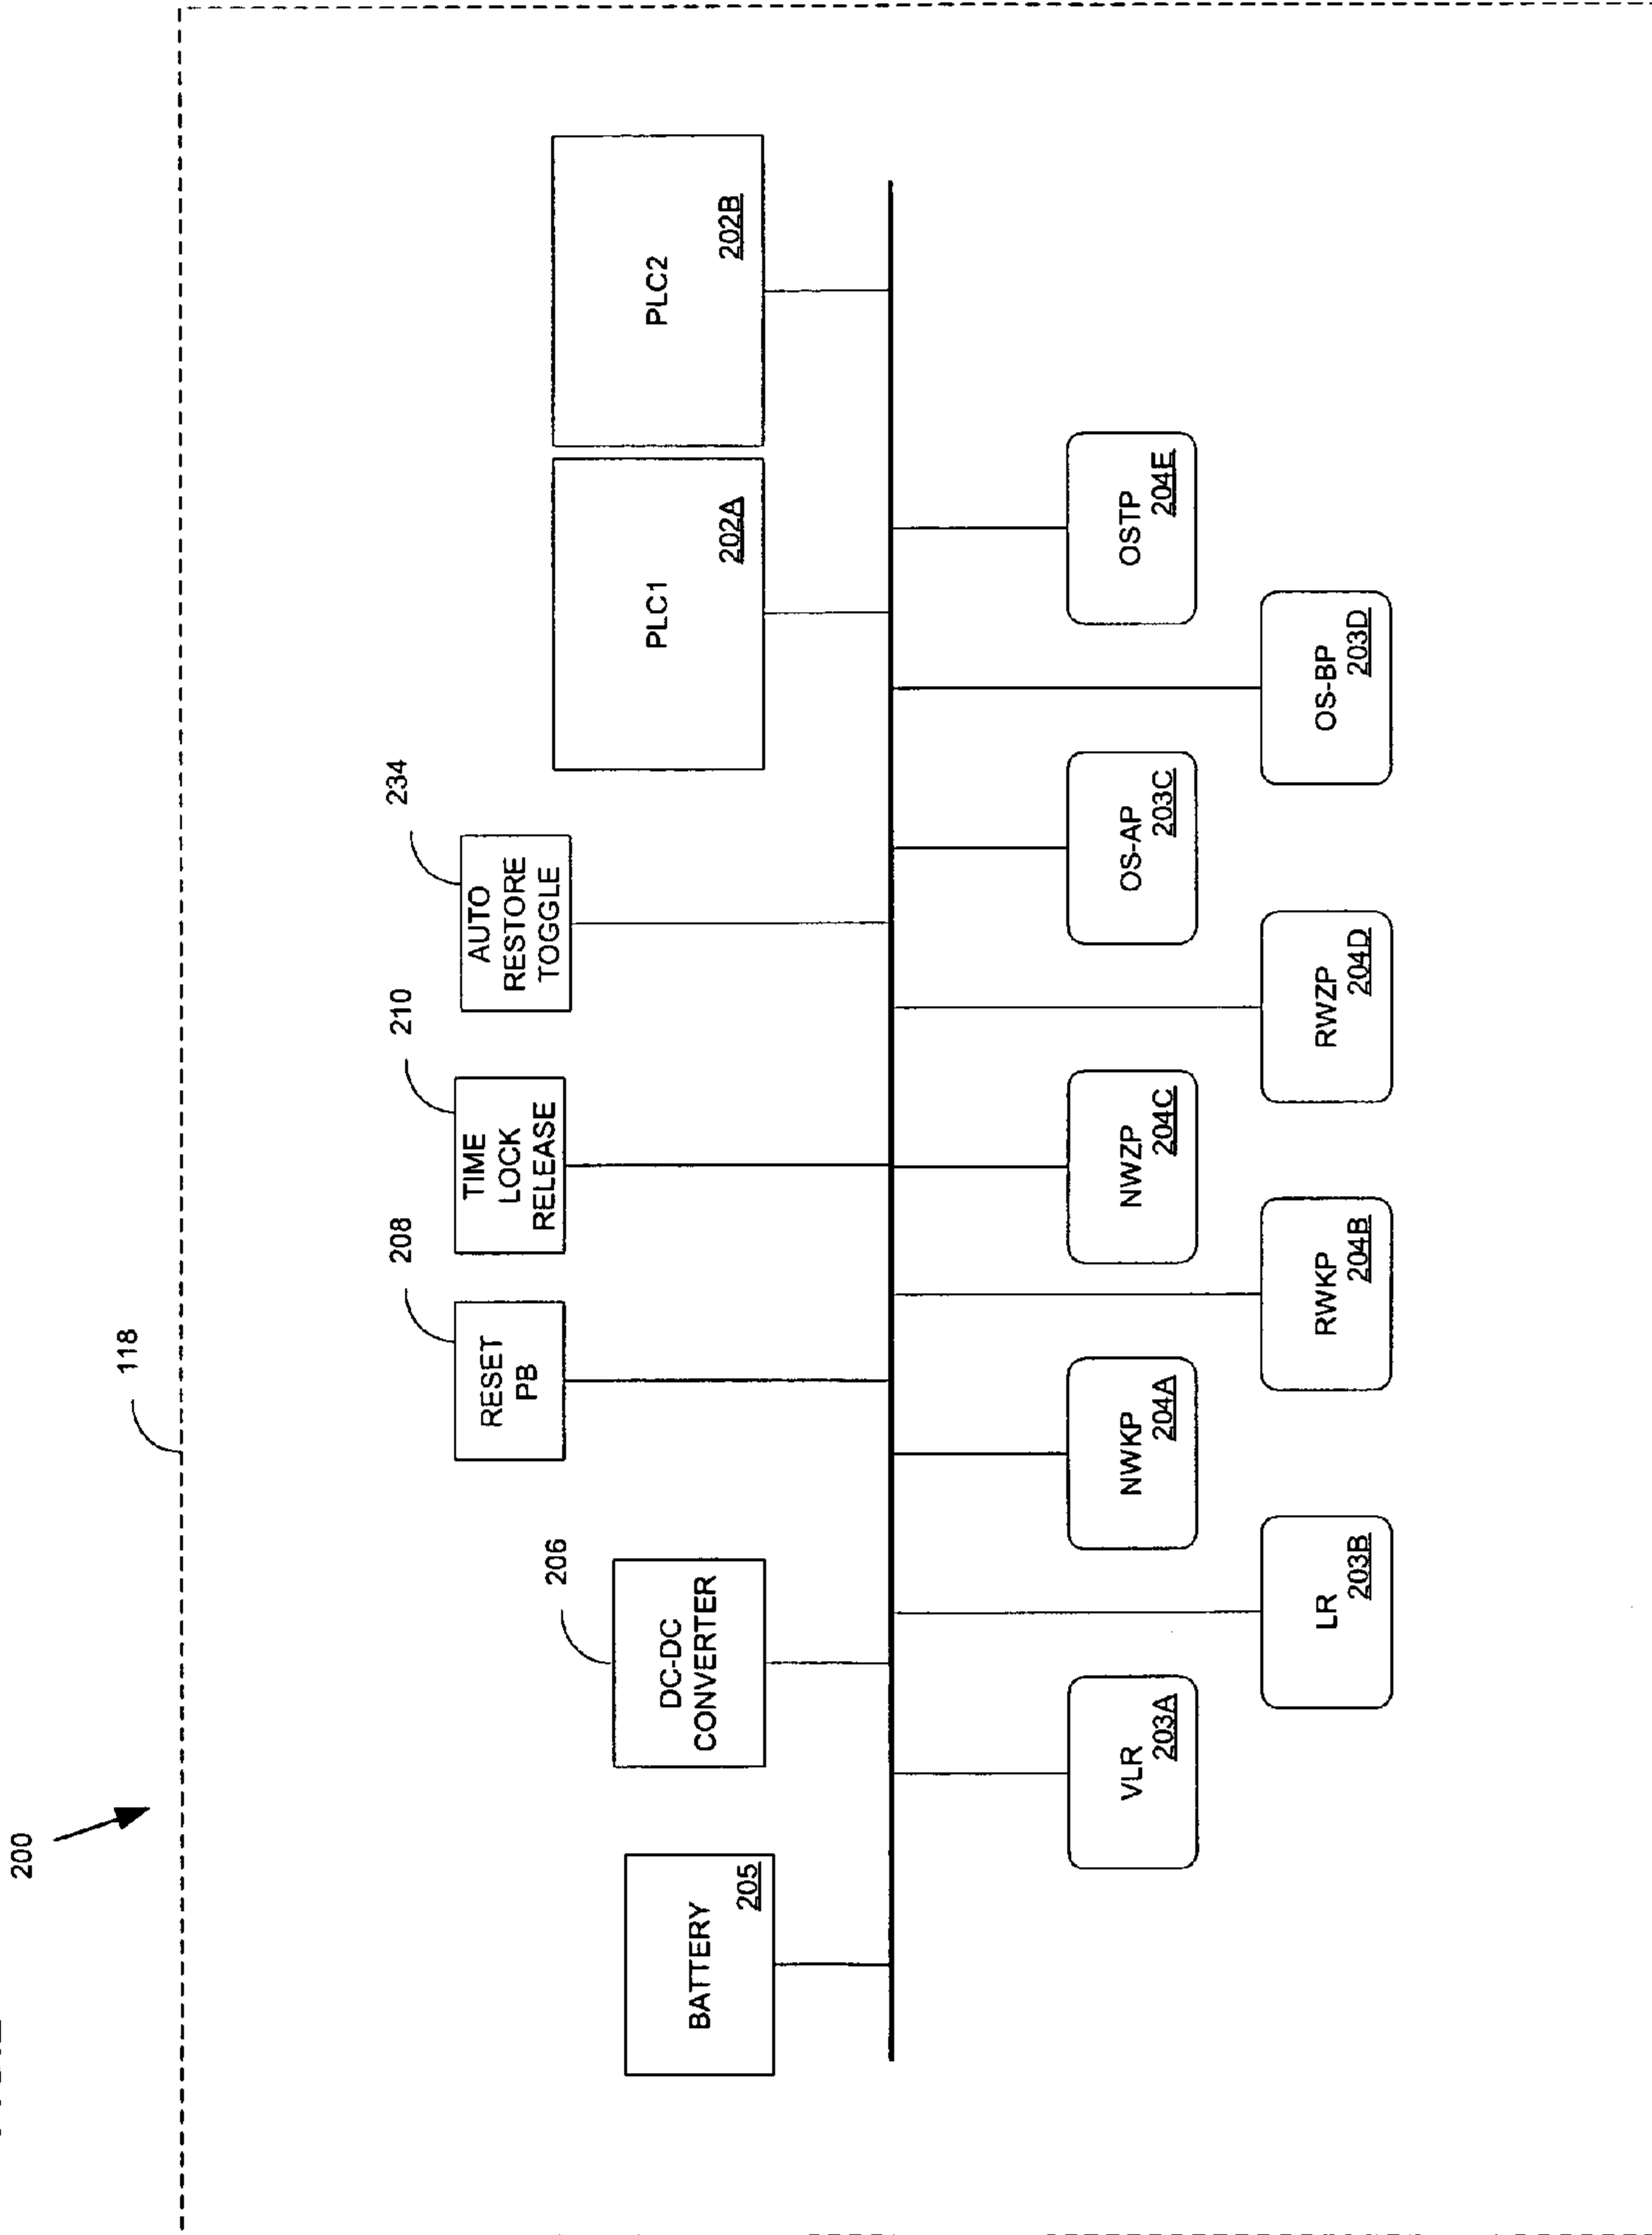 200
118
BATTERY
205
206
DC-DC
CONVERTER
208
RESET
PB
210
TIME
LOCK
RELEASE
234
AUTO
RESTORE
TOGGLE
PLC1
202A
PLC2
202B
VLR
203A
LR
203B
NWKP
204A
RWKP
204B
NWZP
204C
RWZP
204D
OS-AP
203C
OS-BP
203D
OSTP
204E